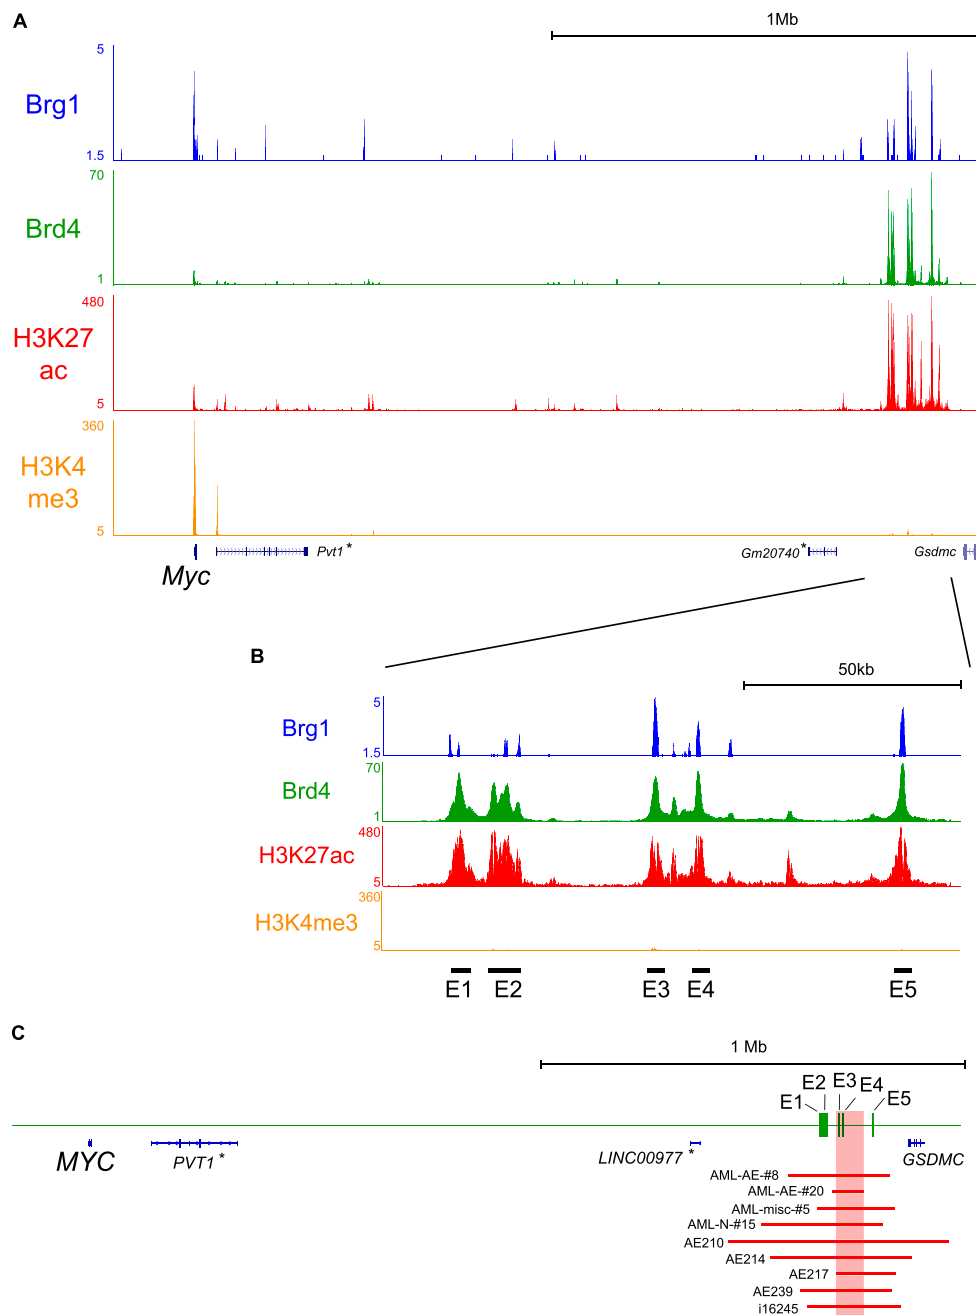 A
1Mb
5
Brg1
1.5
70
Brd4
1
480
H3K27
ac
5
360
H3K4
me3
5
Pvt1 *
Gm20740 *
Gsdmc
Myc
B
50kb
5
Brg1
1.5
70
Brd4
1
480
H3K27ac
5
360
H3K4me3
5
E1 E2 E3 E4 E5
C
1 Mb
E1 E2 E3 E4 E5
MYC PVT1 * LINC00977 * GSDMC
AML-AE-#8
AML-AE-#20
AML-misc-#5
AML-N-#15
AE210
AE214
AE217
AE239
i16245